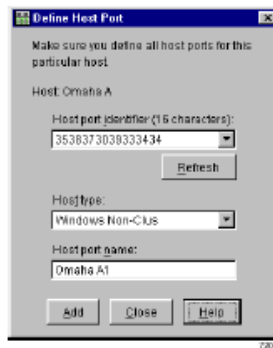 Define Host Port
Make sure you define all host ports for this
particular host.
Host: Omaha A
Host port identifier (16 characters):
3538373039333434
Refresh
Host type:
Windows Non-Clus
Host port name:
Omaha A1
Add
Close
Help